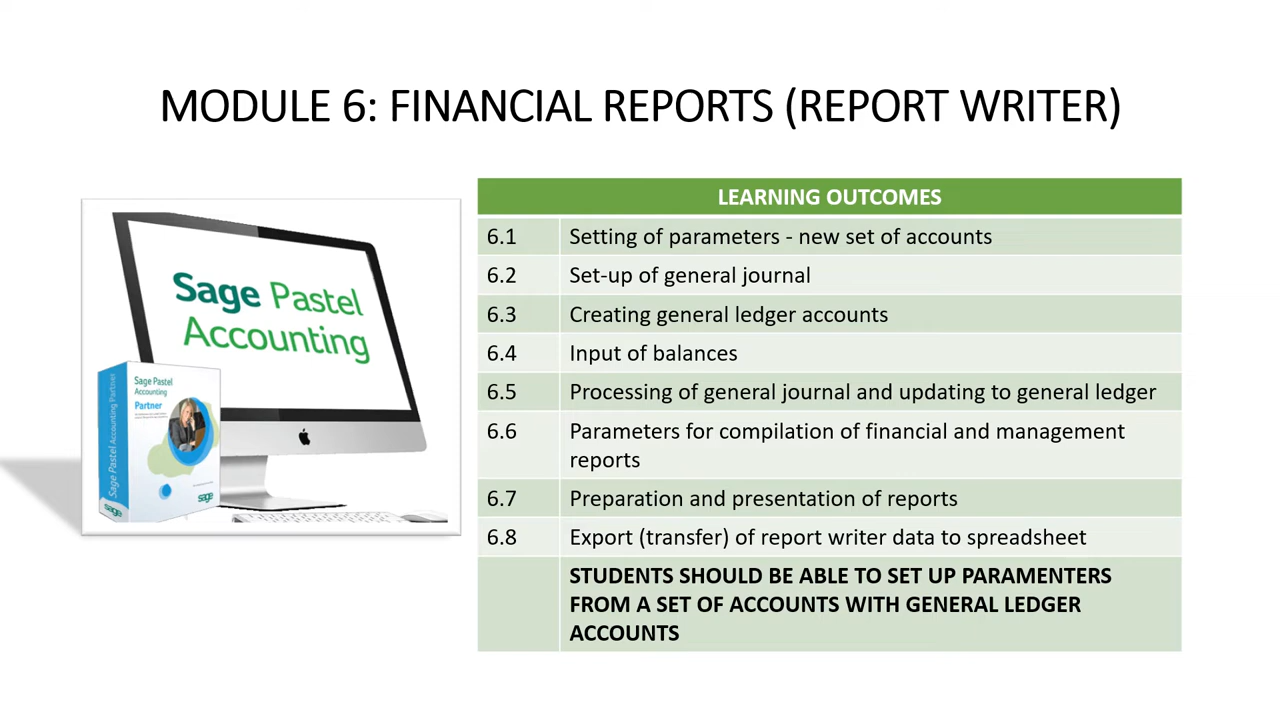 MODULE 6: FINANCIAL REPORTS (REPORT WRITER)
Sage Pastel
Accounting
Sage Pastel
Accounting
Partner
Sage Pastel Accounting Partner
sage
sage
LEARNING OUTCOMES
6.1 Setting of parameters - new set of accounts
6.2 Set-up of general journal
6.3 Creating general ledger accounts
6.4 Input of balances
6.5 Processing of general journal and updating to general ledger
6.6 Parameters for compilation of financial and management
reports
6.7 Preparation and presentation of reports
6.8 Export (transfer) of report writer data to spreadsheet
STUDENTS SHOULD BE ABLE TO SET UP PARAMENTERS
FROM A SET OF ACCOUNTS WITH GENERAL LEDGER
ACCOUNTS